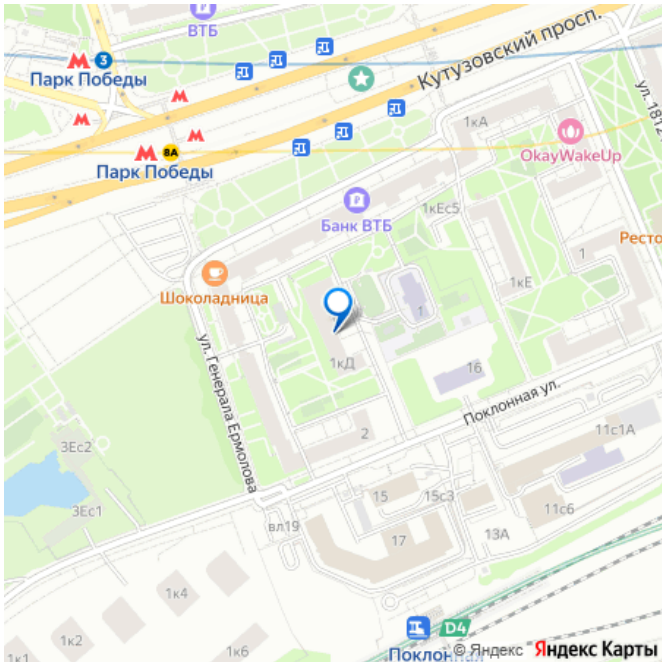 ВТБ
3
Парк Победы
Кутузовский просп.
ул. 1812
8А
Парк Победы
1кА
OkayWakeUp
Банк ВТБ
1кЕс5
Ресто
1кЕ
1
Шоколадница
1
1кД
16
ул. Генерала Ермолова
Поклонная ул.
2
11с1А
3Ес2
15
15с3
11с6
3Ес1
вл19
17
13А
1к4
1к2
1к6
1к1
D4
Поклонная
© Яндекс Яндекс Карты